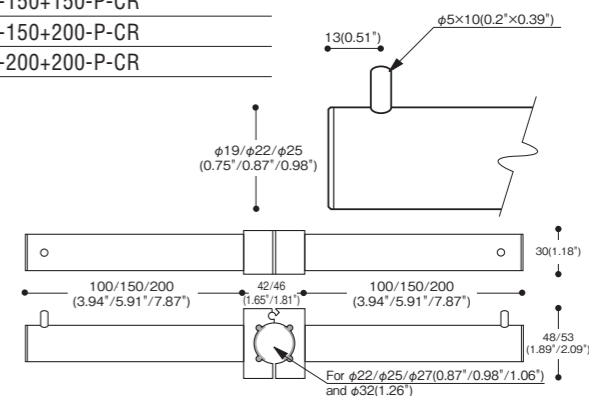 -150+150-P-CR
-150+200-P-CR
-200+200-P-CR
ϕ5×10(0.2"×0.39")
13(0.51")
ϕ19/ϕ22/ϕ25
(0.75"/0.87"/0.98")
30(1.18")
100/150/200
(3.94"/5.91"/7.87")
42/46
(1.65"/1.81")
100/150/200
(3.94"/5.91"/7.87")
48/53
(1.89"/2.09")
For ϕ22/ϕ25/ϕ27(0.87"/0.98"/1.06")
and ϕ32(1.26")